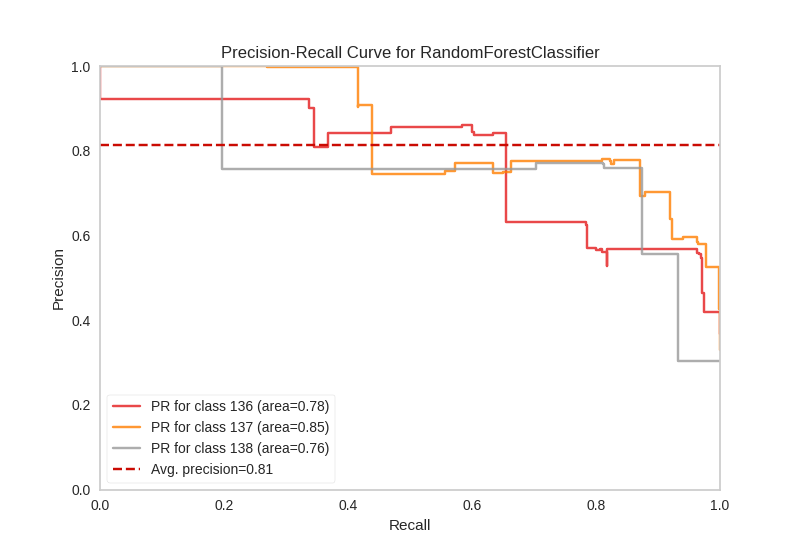 Precision-Recall Curve for RandomForestClassifier
1.0
0.8
0.6
0.4
0.2
0.0
Precision
PR for class 136 (area=0.78)
PR for class 137 (area=0.85)
PR for class 138 (area=0.76)
Avg. precision=0.81
0.0 0.2 0.4 0.6 0.8 1.0
Recall